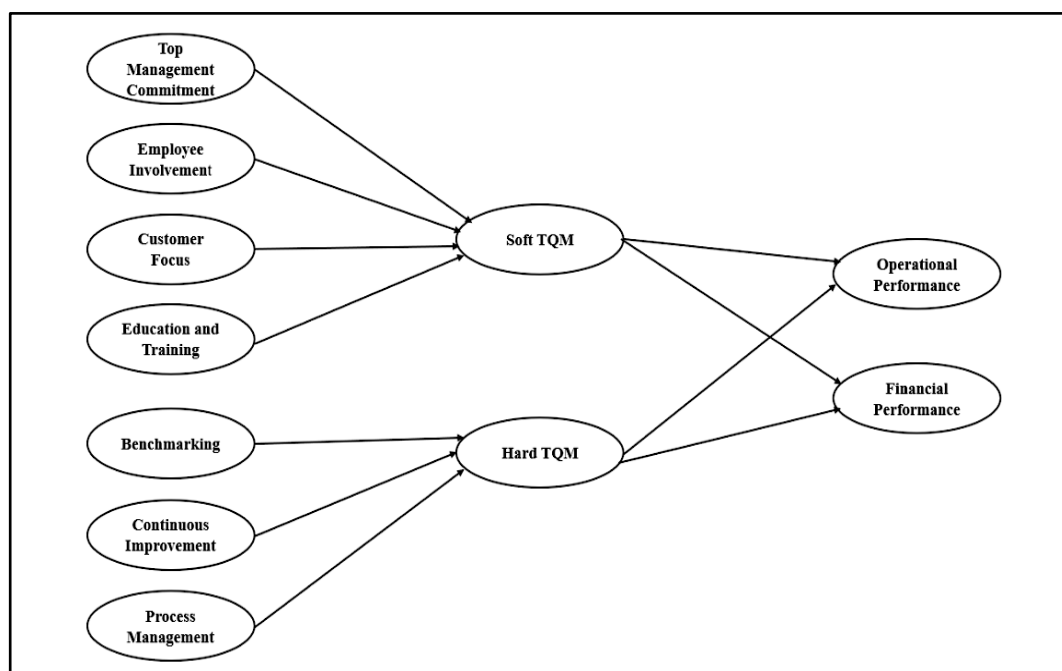 Top
Management
Commitment
Employee
Involvement
Customer
Focus
Education and
Training
Benchmarking
Continuous
Improvement
Process
Management
Soft TQM
Hard TQM
Operational
Performance
Financial
Performance